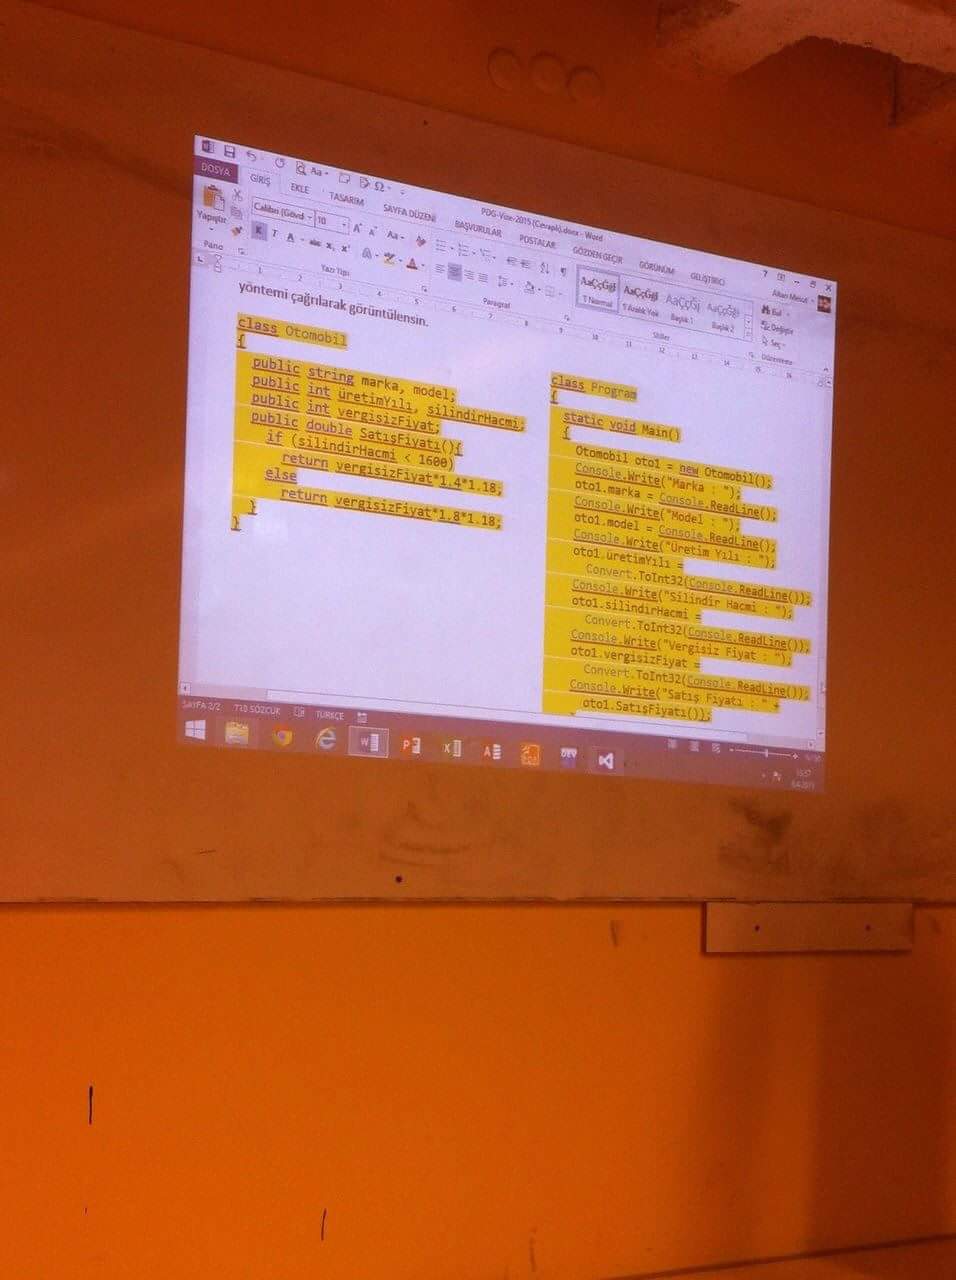 PDG-Vize-2015 (Cevaplı).docx - Word
DOSYA
GİRİŞ
EKLE
TASARIM
SAYFA DÜZENİ
BAŞVURULAR
POSTALAR
GÖZDEN GEÇİR
GÖRÜNÜM
GELİŞTİRİCİ
Yapıştır
Calibri (Gövd
10
Pano
Yazı Tipi
Paragraf
AaÇçĞğ
¶ Normal
¶ Aralık Yok
Başlık 1
Başlık 2
Stiller
Bul
Değiştir
Seç
Düzenleme
yöntemi çağrılarak görüntülensin.
class Otomobil
{
public string marka, model;
public int üretimYılı, silindirHacmi;
public int vergisizFiyat;
public double SatışFiyatı(){
if (silindirHacmi < 1600)
return vergisizFiyat*1.4*1.18;
else
return vergisizFiyat*1.8*1.18;
}
}
class Program
{
static void Main()
{
Otomobil oto1 = new Otomobil();
Console.Write("Marka : ");
oto1.marka = Console.ReadLine();
Console.Write("Model : ");
oto1.model = Console.ReadLine();
Console.Write("Üretim Yılı : ");
oto1.üretimYılı =
Convert.ToInt32(Console.ReadLine());
Console.Write("Silindir Hacmi : ");
oto1.silindirHacmi =
Convert.ToInt32(Console.ReadLine());
Console.Write("Vergisiz Fiyat : ");
oto1.vergisizFiyat =
Convert.ToInt32(Console.ReadLine());
Console.Write("Satış Fiyatı : " +
oto1.SatışFiyatı());
SAYFA 2/2
SÖZCÜK
TÜRKÇE